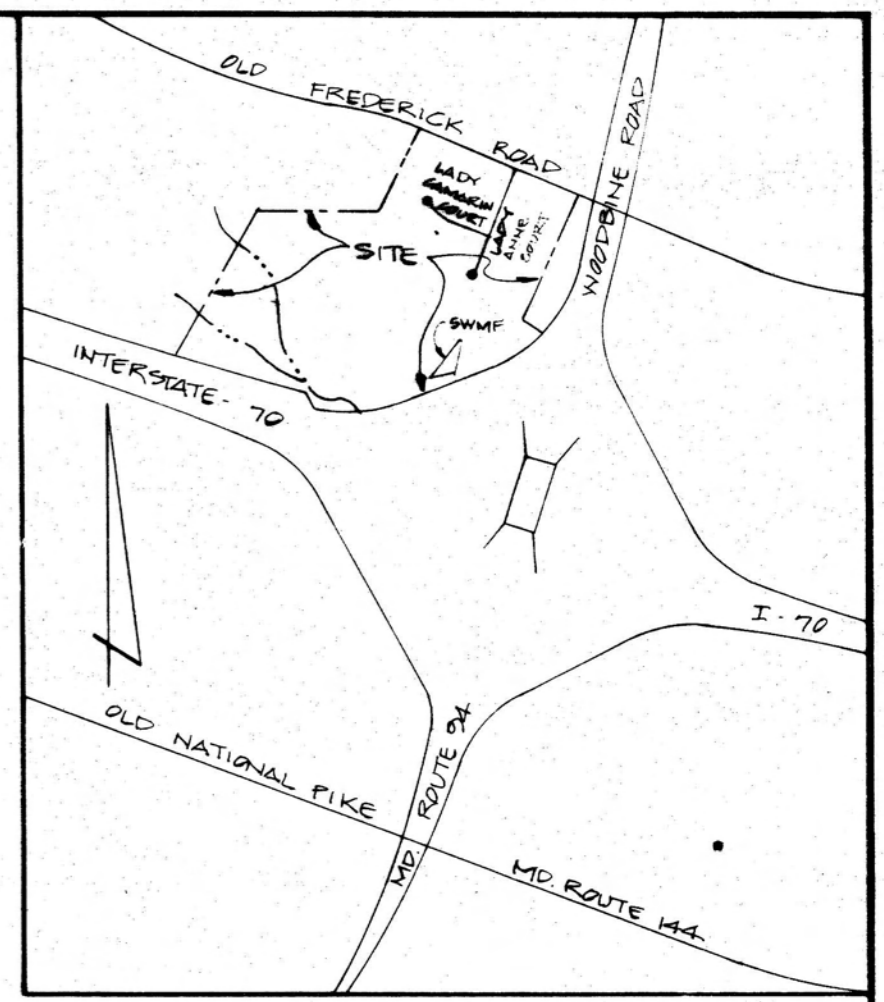 OLD FREDERICK ROAD
WOODBINE ROAD
LADY
CAMARIN
COURT
LADY
ANNE
COURT
SITE
SWMF
INTERSTATE - 70
I - 70
OLD NATIONAL PIKE
MD. ROUTE 94
MD. ROUTE 144